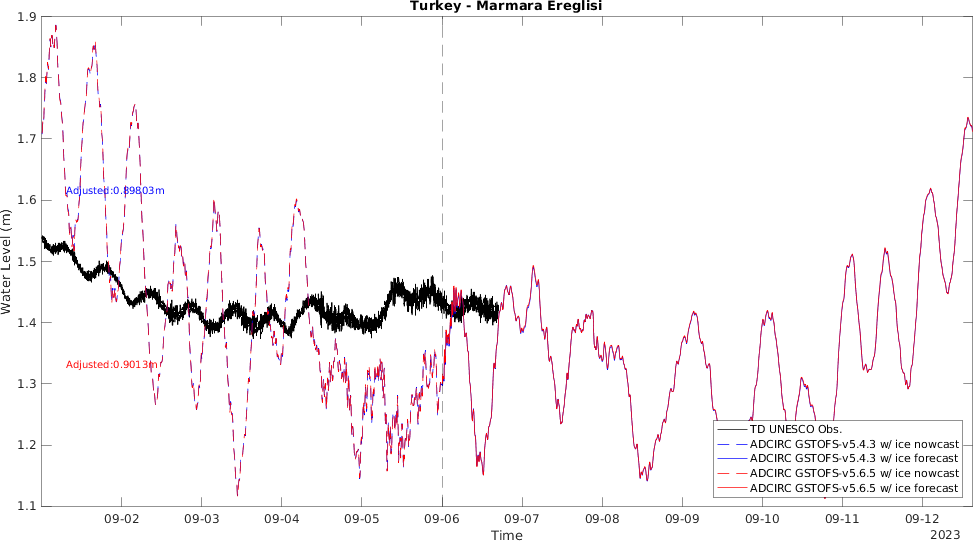 Turkey - Marmara Ereglisi
1.9
1.8
1.7
1.6
1.5
1.4
1.3
1.2
1.1
Water Level (m)
Adjusted:0.89803m
Adjusted:0.9013m
TD UNESCO Obs.
ADCIRC GSTOFS-v5.4.3 w/ ice nowcast
ADCIRC GSTOFS-v5.4.3 w/ ice forecast
ADCIRC GSTOFS-v5.6.5 w/ ice nowcast
ADCIRC GSTOFS-v5.6.5 w/ ice forecast
09-02 09-03 09-04 09-05 09-06 09-07 09-08 09-09 09-10 09-11 09-12
Time
2023